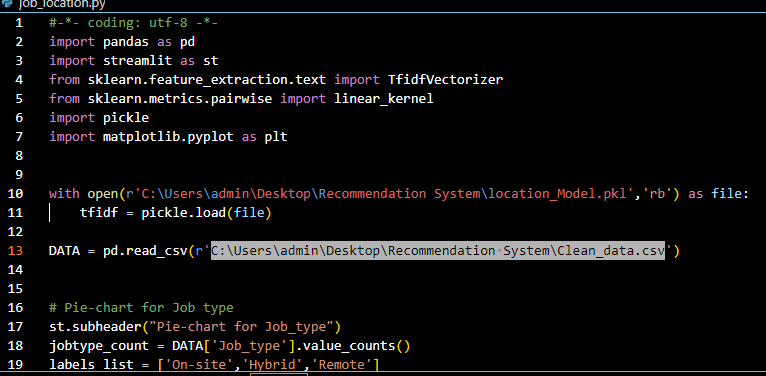 job_location.py
1 #-*- coding: utf-8 -*-
2 import pandas as pd
3 import streamlit as st
4 from sklearn.feature_extraction.text import TfidfVectorizer
5 from sklearn.metrics.pairwise import linear_kernel
6 import pickle
7 import matplotlib.pyplot as plt
8
9
10 with open(r'C:\Users\admin\Desktop\Recommendation System\location_Model.pkl','rb') as file:
11 tfidf = pickle.load(file)
12
13 DATA = pd.read_csv(r'C:\Users\admin\Desktop\Recommendation System\Clean_data.csv')
14
15
16 # Pie-chart for Job type
17 st.subheader("Pie-chart for Job_type")
18 jobtype_count = DATA['Job_type'].value_counts()
19 labels_list = ['On-site','Hybrid','Remote']